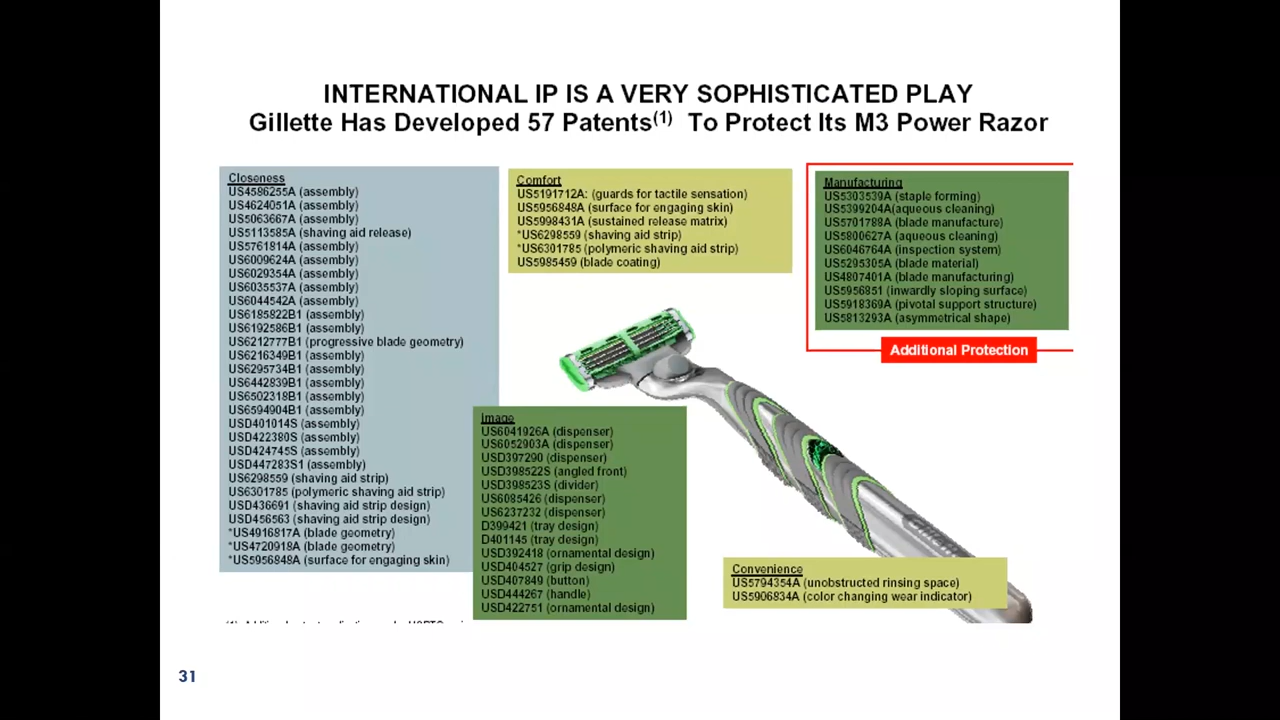 INTERNATIONAL IP IS A VERY SOPHISTICATED PLAY
Gillette Has Developed 57 Patents(1) To Protect Its M3 Power Razor
Closeness
US4586255A (assembly)
US4624051A (assembly)
US5063667A (assembly)
US5113585A (shaving aid release)
US5761814A (assembly)
US6009624A (assembly)
US6029354A (assembly)
US6035537A (assembly)
US6044542A (assembly)
US6185822B1 (assembly)
US6192586B1 (assembly)
US6212777B1 (progressive blade geometry)
US6216349B1 (assembly)
US6295734B1 (assembly)
US6442839B1 (assembly)
US6502318B1 (assembly)
US6594904B1 (assembly)
USD401014S (assembly)
USD422380S (assembly)
USD424745S (assembly)
USD447283S1 (assembly)
US6298559 (shaving aid strip)
US6301785 (polymeric shaving aid strip)
USD436691 (shaving aid strip design)
USD456563 (shaving aid strip design)
*US4916817A (blade geometry)
*US4720918A (blade geometry)
*US5956848A (surface for engaging skin)
Comfort
US5191712A: (guards for tactile sensation)
US5956848A (surface for engaging skin)
US5998431A (sustained release matrix)
*US6298559 (shaving aid strip)
*US6301785 (polymeric shaving aid strip)
US5985459 (blade coating)
Manufacturing
US5303539A (staple forming)
US5399204A(aqueous cleaning)
US5701788A (blade manufacture)
US5800627A (aqueous cleaning)
US6046764A (inspection system)
US5295305A (blade material)
US4807401A (blade manufacturing)
US5956851 (inwardly sloping surface)
US5918369A (pivotal support structure)
US5813293A (asymmetrical shape)
Additional Protection
Image
US6041926A (dispenser)
US6052903A (dispenser)
USD397290 (dispenser)
USD398522S (angled front)
USD398523S (divider)
US6085426 (dispenser)
US6237232 (dispenser)
D399421 (tray design)
D401145 (tray design)
USD392418 (ornamental design)
USD404527 (grip design)
USD407849 (button)
USD444267 (handle)
USD422751 (ornamental design)
Convenience
US5794354A (unobstructed rinsing space)
US5906834A (color changing wear indicator)
31